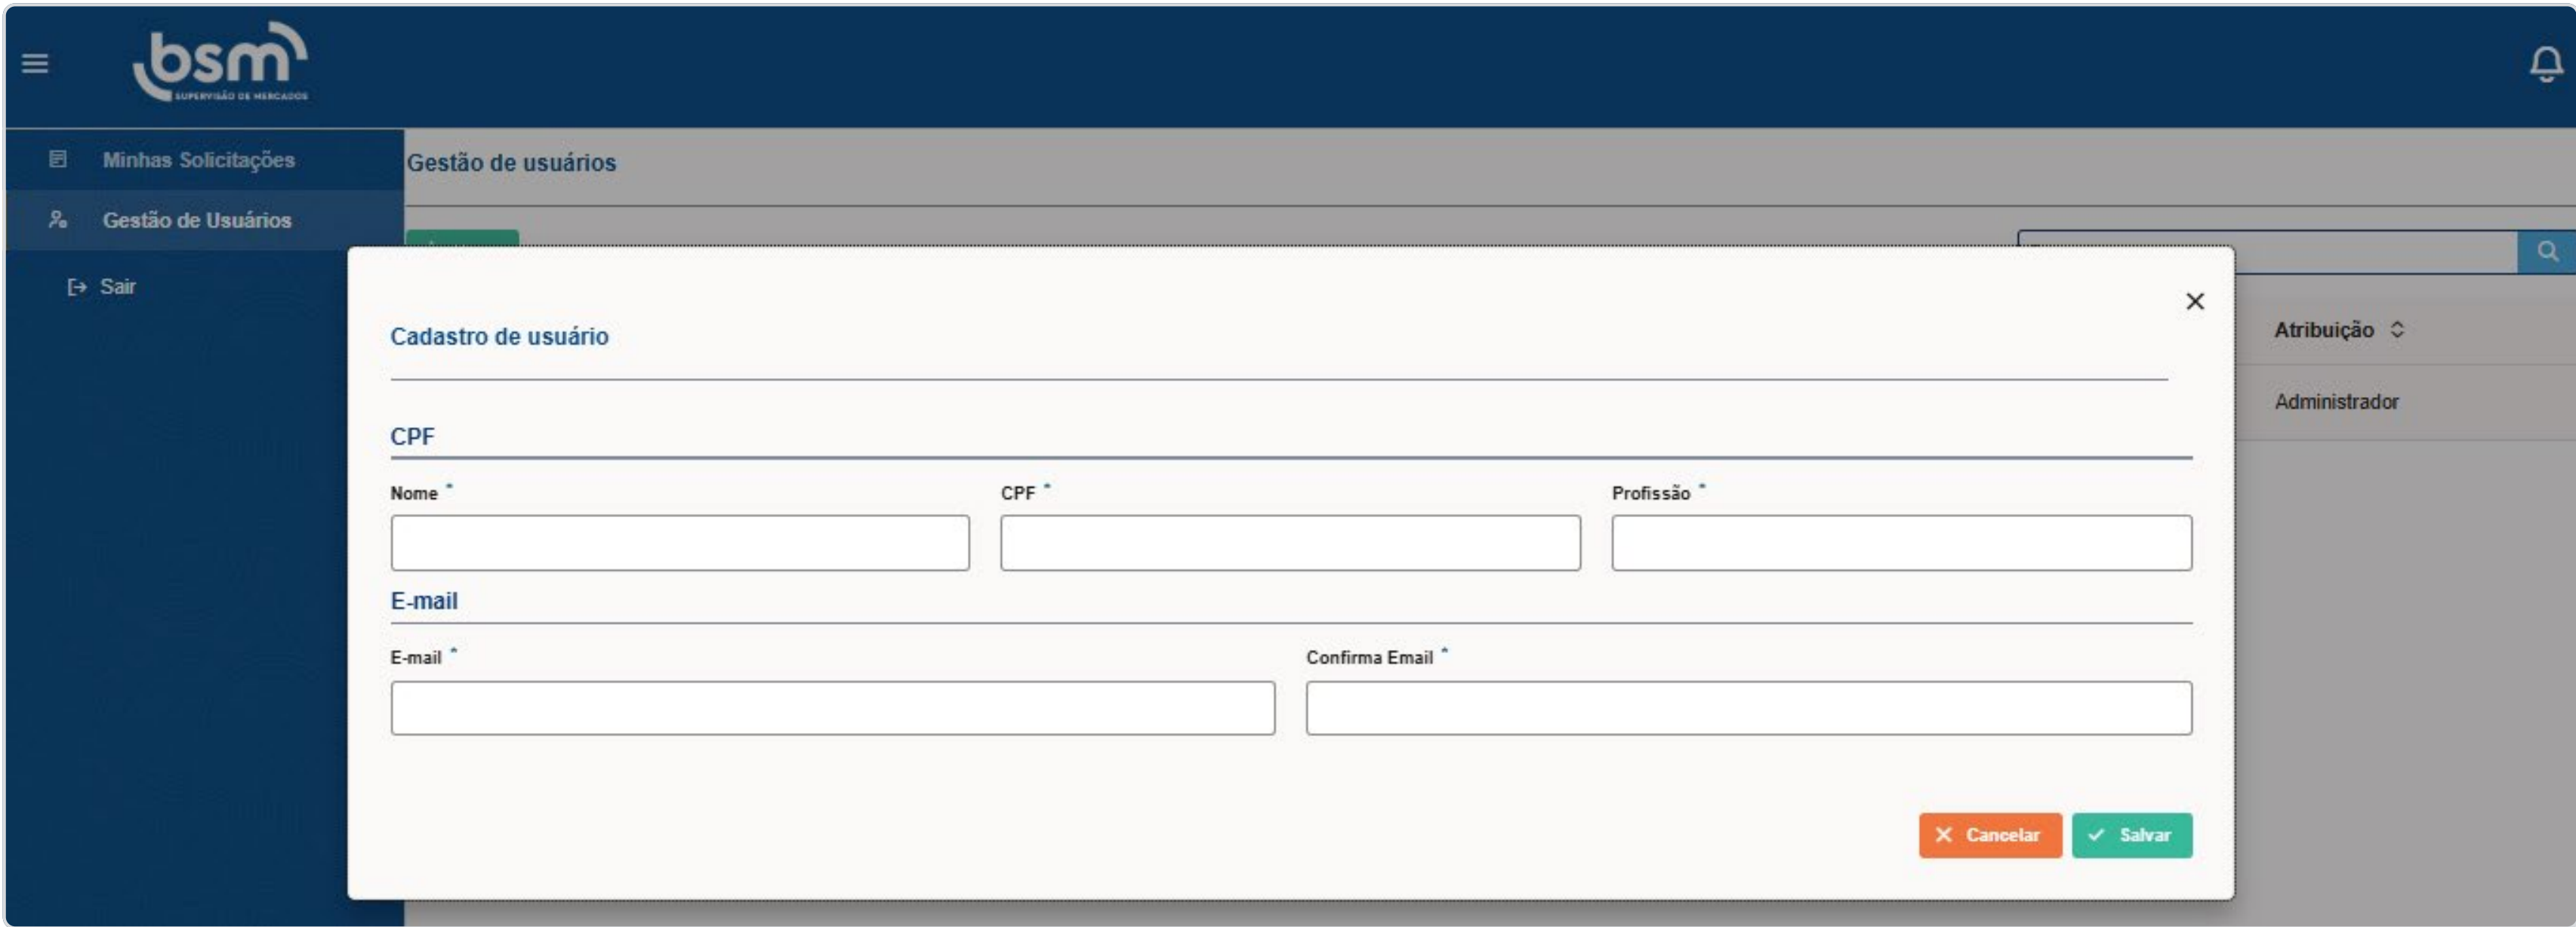 bsm
SUPERVISÃO DE MERCADOS
Minhas Solicitações
Gestão de usuários
Gestão de Usuários
Sair
Cadastro de usuário
Atribuição
Administrador
CPF
Nome * CPF * Profissão *
E-mail
E-mail * Confirma Email *
Cancelar Salvar